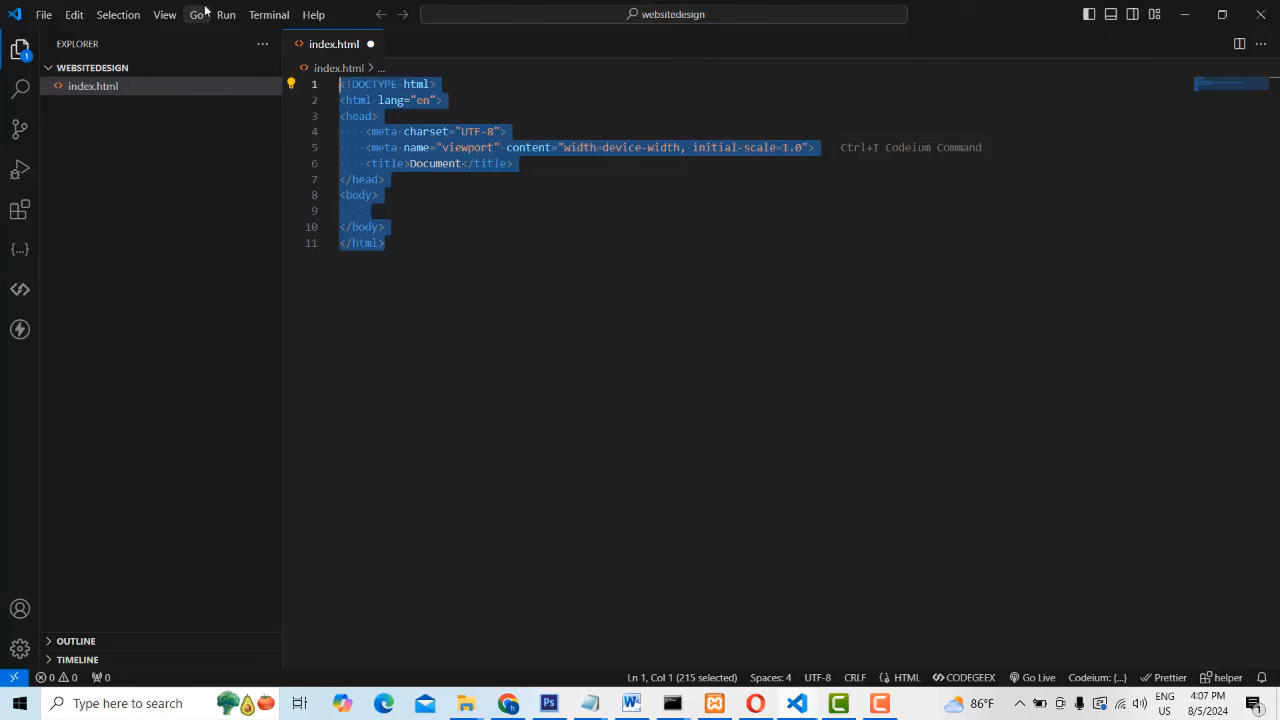 File Edit Selection View Go Run Terminal Help
websitedesign
EXPLORER
index.html
WEBSITEDESIGN
index.html > ...
index.html
1 <!DOCTYPE html>
2 <html lang="en">
3 <head>
4 <meta charset="UTF-8">
5 <meta name="viewport" content="width=device-width, initial-scale=1.0"> Ctrl+I Codeium Command
6 <title>Document</title>
7 </head>
8 <body>
9
10 </body>
11 </html>
1
{...}
OUTLINE
TIMELINE
0 0 0 Ln 1, Col 1 (215 selected) Spaces: 4 UTF-8 CRLF HTML CODEGEEX Go Live Codeium: {...} Prettier helper
Type here to search
Ps
W
86°F
ENG
US
4:07 PM
8/5/2024
1